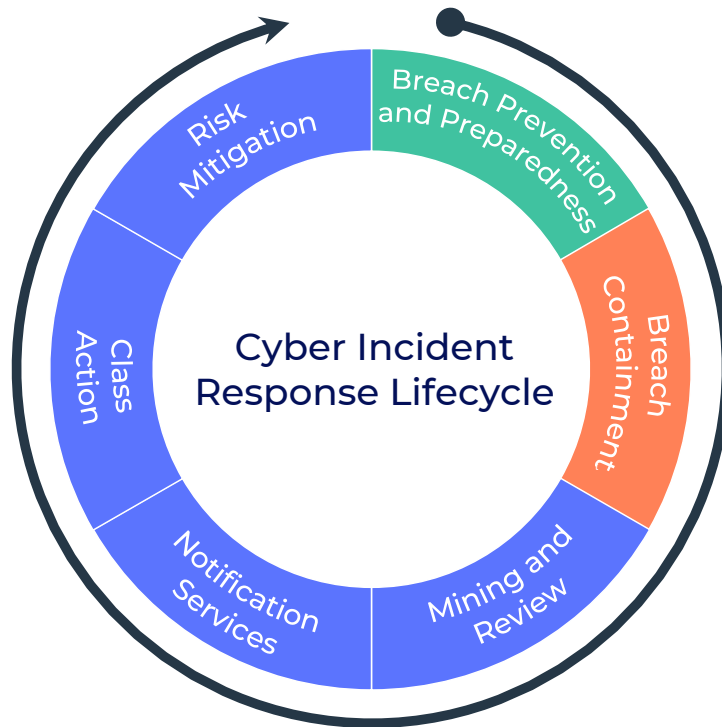 Cyber Incident
Response Lifecycle
Breach Prevention
and Preparedness
Breach
Containment
Mining and
Review
Notification
Services
Class
Action
Risk
Mitigation